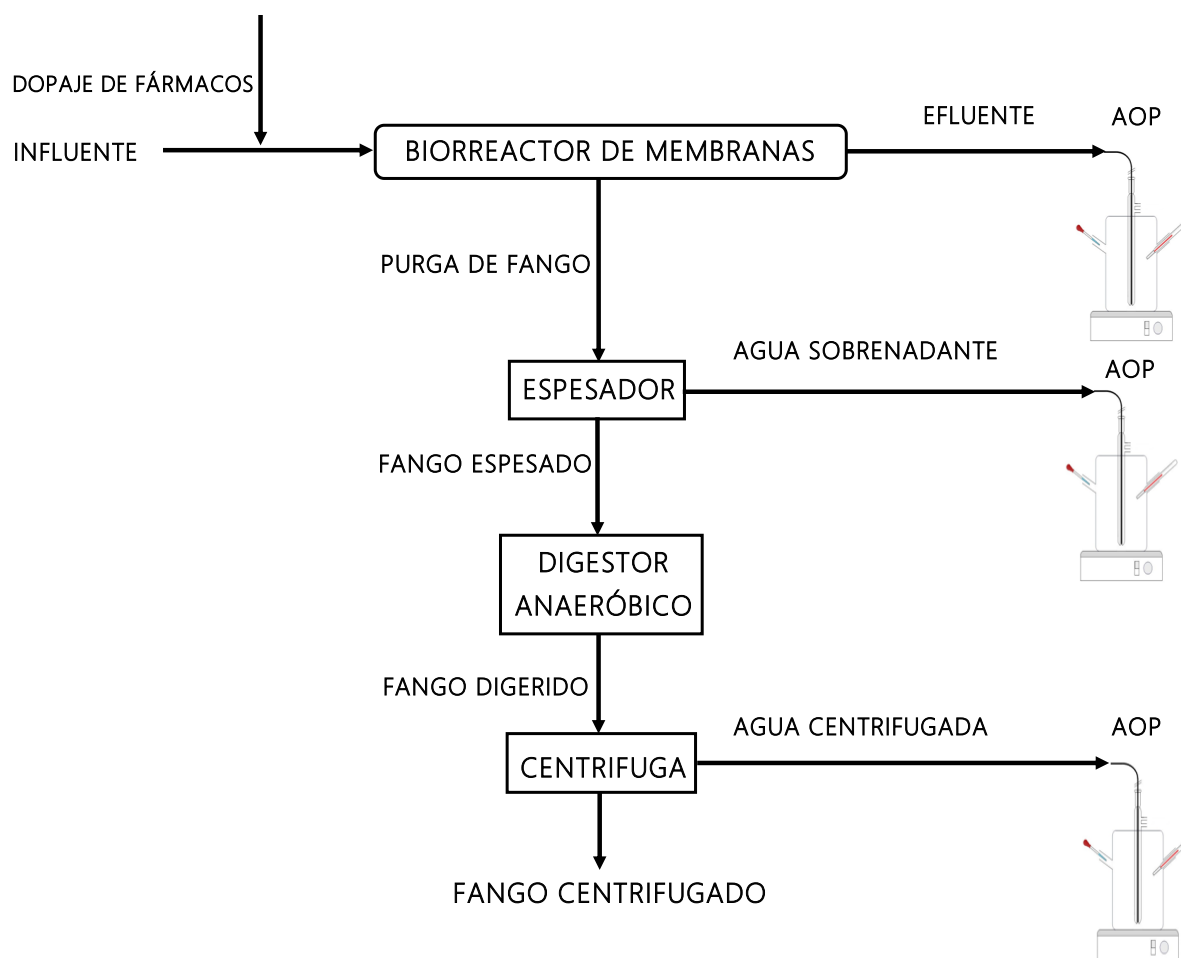 DOPAJE DE FÁRMACOS
INFLUENTE
BIORREACTOR DE MEMBRANAS
EFLUENTE
AOP
PURGA DE FANGO
ESPESADOR
AGUA SOBRENADANTE
AOP
FANGO ESPESADO
DIGESTOR
ANAERÓBICO
FANGO DIGERIDO
CENTRIFUGA
AGUA CENTRIFUGADA
AOP
FANGO CENTRIFUGADO